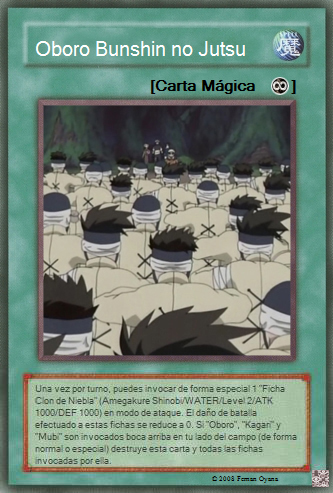 Oboro Bunshin no Jutsu
魔
[Carta Mágica ]
Una vez por turno, puedes invocar de forma especial 1 "Ficha
Clon de Niebla" (Amegakure Shinobi/WATER/Level 2/ATK
1000/DEF 1000) en modo de ataque. El daño de batalla
efectuado a estas fichas se reduce a 0. Si "Oboro", "Kagari" y
"Mubi" son invocados boca arriba en tu lado del campo (de forma
normal o especial) destruye esta carta y todas las fichas
invocadas por ella.
©2008 Fernan Oyana